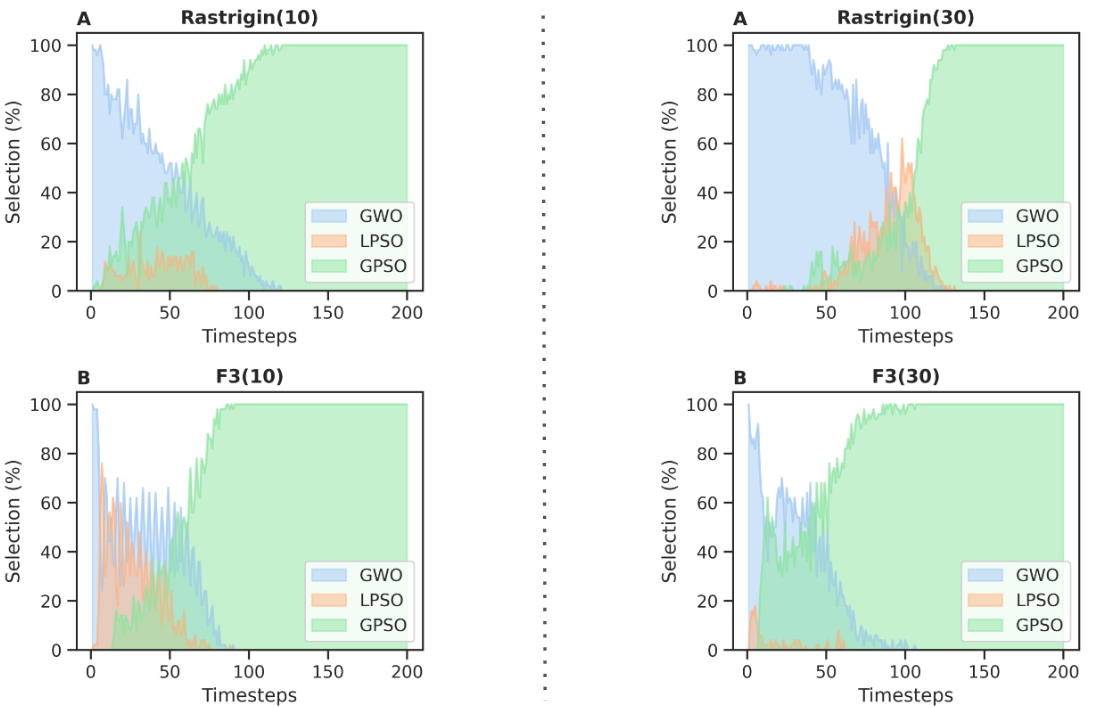 A Rastrigin(10)
Selection (%)
100
80
60
40
20
0
GWO
LPSO
GPSO
0 50 100 150 200
Timesteps
A Rastrigin(30)
Selection (%)
100
80
60
40
20
0
GWO
LPSO
GPSO
0 50 100 150 200
Timesteps
B F3(10)
Selection (%)
100
80
60
40
20
0
GWO
LPSO
GPSO
0 50 100 150 200
Timesteps
B F3(30)
Selection (%)
100
80
60
40
20
0
GWO
LPSO
GPSO
0 50 100 150 200
Timesteps